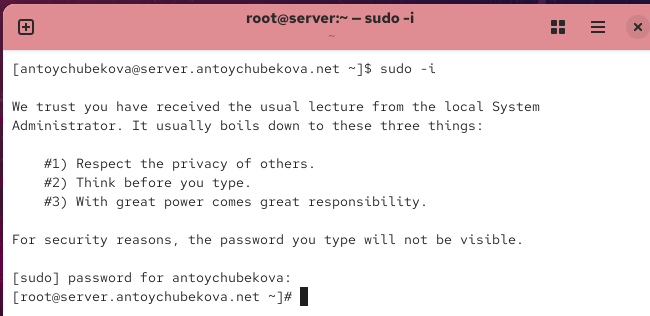 root@server:~ — sudo -i
~
[antoychubekova@server.antoychubekova.net ~]$ sudo -i
We trust you have received the usual lecture from the local System
Administrator. It usually boils down to these three things:
#1) Respect the privacy of others.
#2) Think before you type.
#3) With great power comes great responsibility.
For security reasons, the password you type will not be visible.
[sudo] password for antoychubekova:
[root@server.antoychubekova.net ~]#